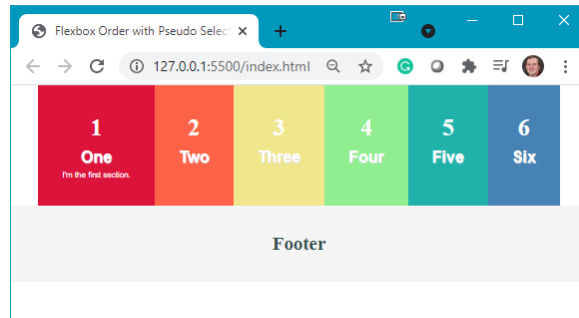 Flexbox Order with Pseudo Selec
127.0.0.1:5500/index.html
1 2 3 4 5 6
One Two Three Four Five Six
I'm the first section.
Footer